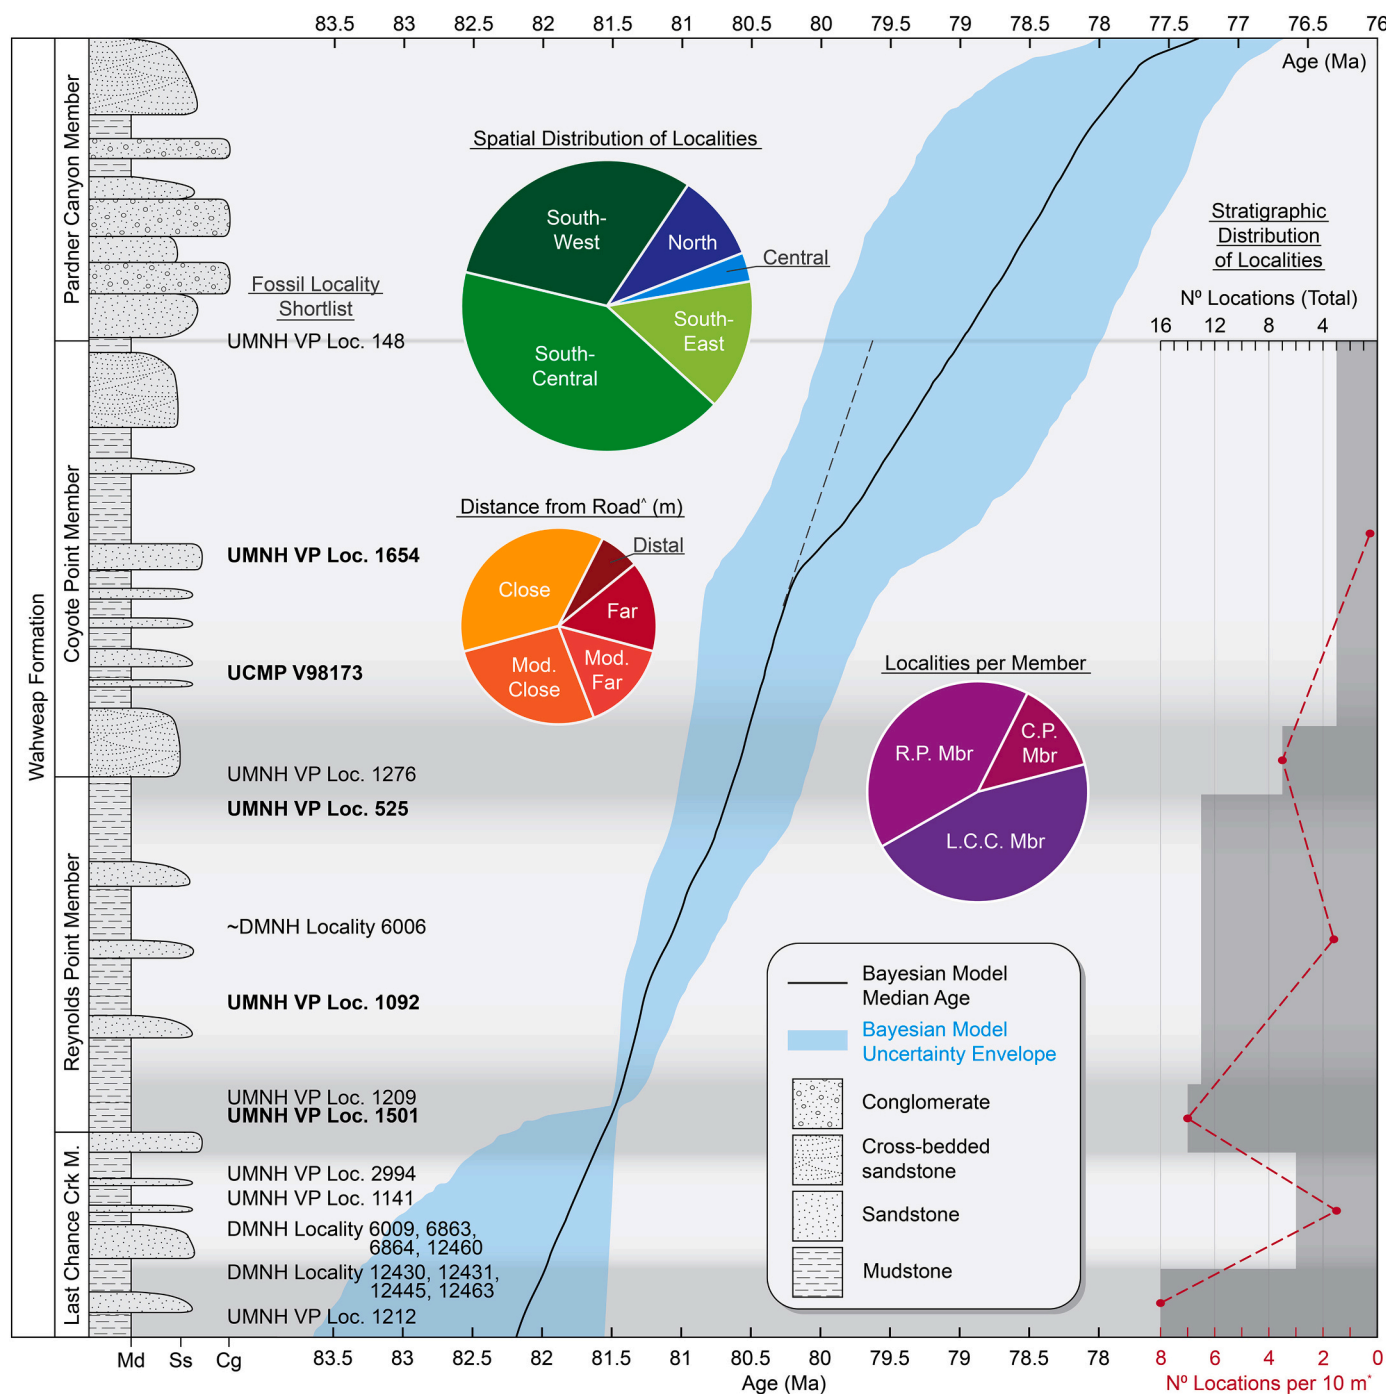 83.5 83 82.5 82 81.5 81 80.5 80 79.5 79 78.5 78 77.5 77 76.5 76
Age (Ma)
Wahweap Formation
Pardner Canyon Member
Coyote Point Member
Reynolds Point Member
Last Chance Crk M.
Spatial Distribution of Localities
South-
West
North
Central
South-
East
South-
Central
Stratigraphic
Distribution
of Localities
Nº Locations (Total)
16 12 8 4
Fossil Locality
Shortlist
UMNH VP Loc. 148
UMNH VP Loc. 1654
UCMP V98173
UMNH VP Loc. 1276
UMNH VP Loc. 525
~DMNH Locality 6006
UMNH VP Loc. 1092
UMNH VP Loc. 1209
UMNH VP Loc. 1501
UMNH VP Loc. 2994
UMNH VP Loc. 1141
DMNH Locality 6009, 6863,
6864, 12460
DMNH Locality 12430, 12431,
12445, 12463
UMNH VP Loc. 1212
Distance from Road^ (m)
Distal
Close
Far
Mod.
Close
Mod.
Far
Localities per Member
R.P. Mbr
C.P.
Mbr
L.C.C. Mbr
Bayesian Model
Median Age
Bayesian Model
Uncertainty Envelope
Conglomerate
Cross-bedded
sandstone
Sandstone
Mudstone
Md Ss Cg
83.5 83 82.5 82 81.5 81 80.5 80 79.5 79 78.5 78
Age (Ma)
8 6 4 2 0
Nº Locations per 10 m*